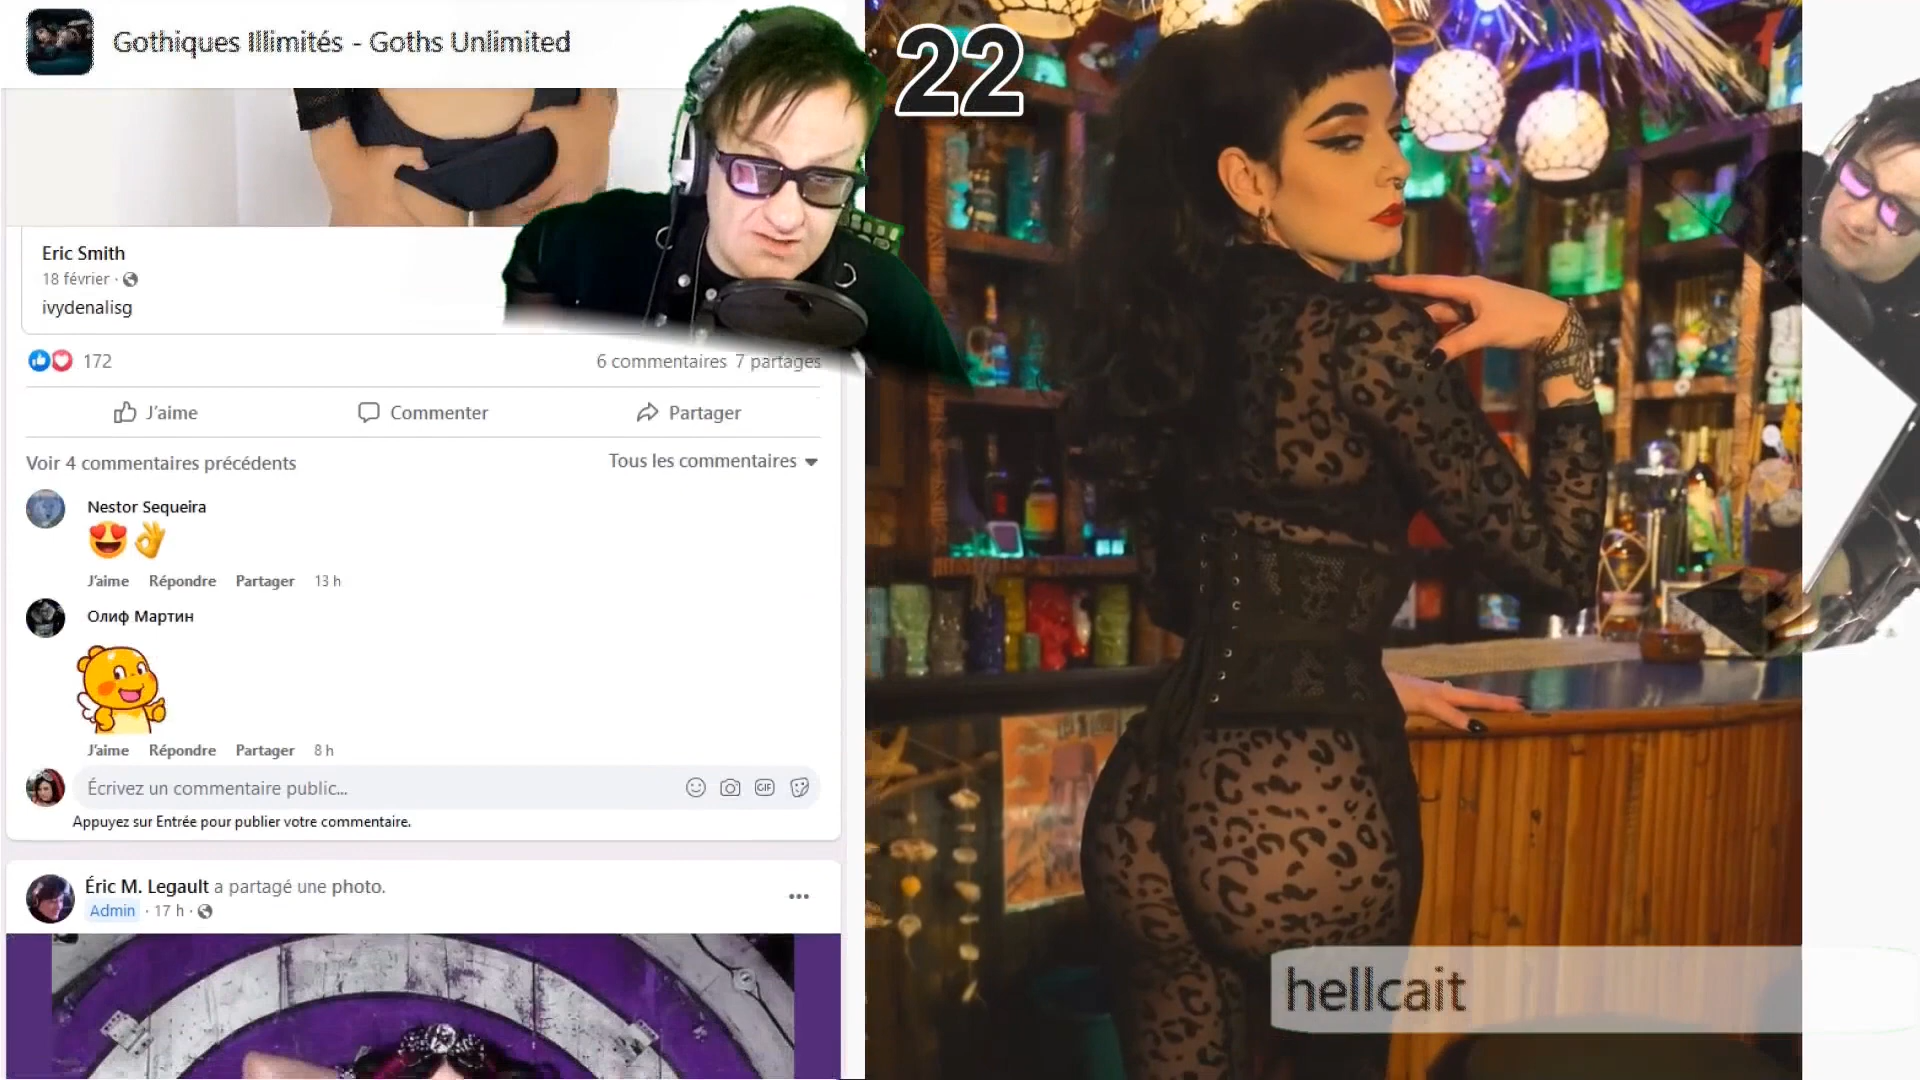 Gothiques Illimités - Goths Unlimited
22
Eric Smith
18 février ·
ivydenalisg
172
6 commentaires 7 partages
J'aime Commenter Partager
Voir 4 commentaires précédents
Tous les commentaires
Nestor Sequeira
J'aime Répondre Partager 13 h
Олиф Мартин
J'aime Répondre Partager 8 h
Écrivez un commentaire public...
GIF
Appuyez sur Entrée pour publier votre commentaire.
Éric M. Legault a partagé une photo.
Admin · 17 h ·
hellcait